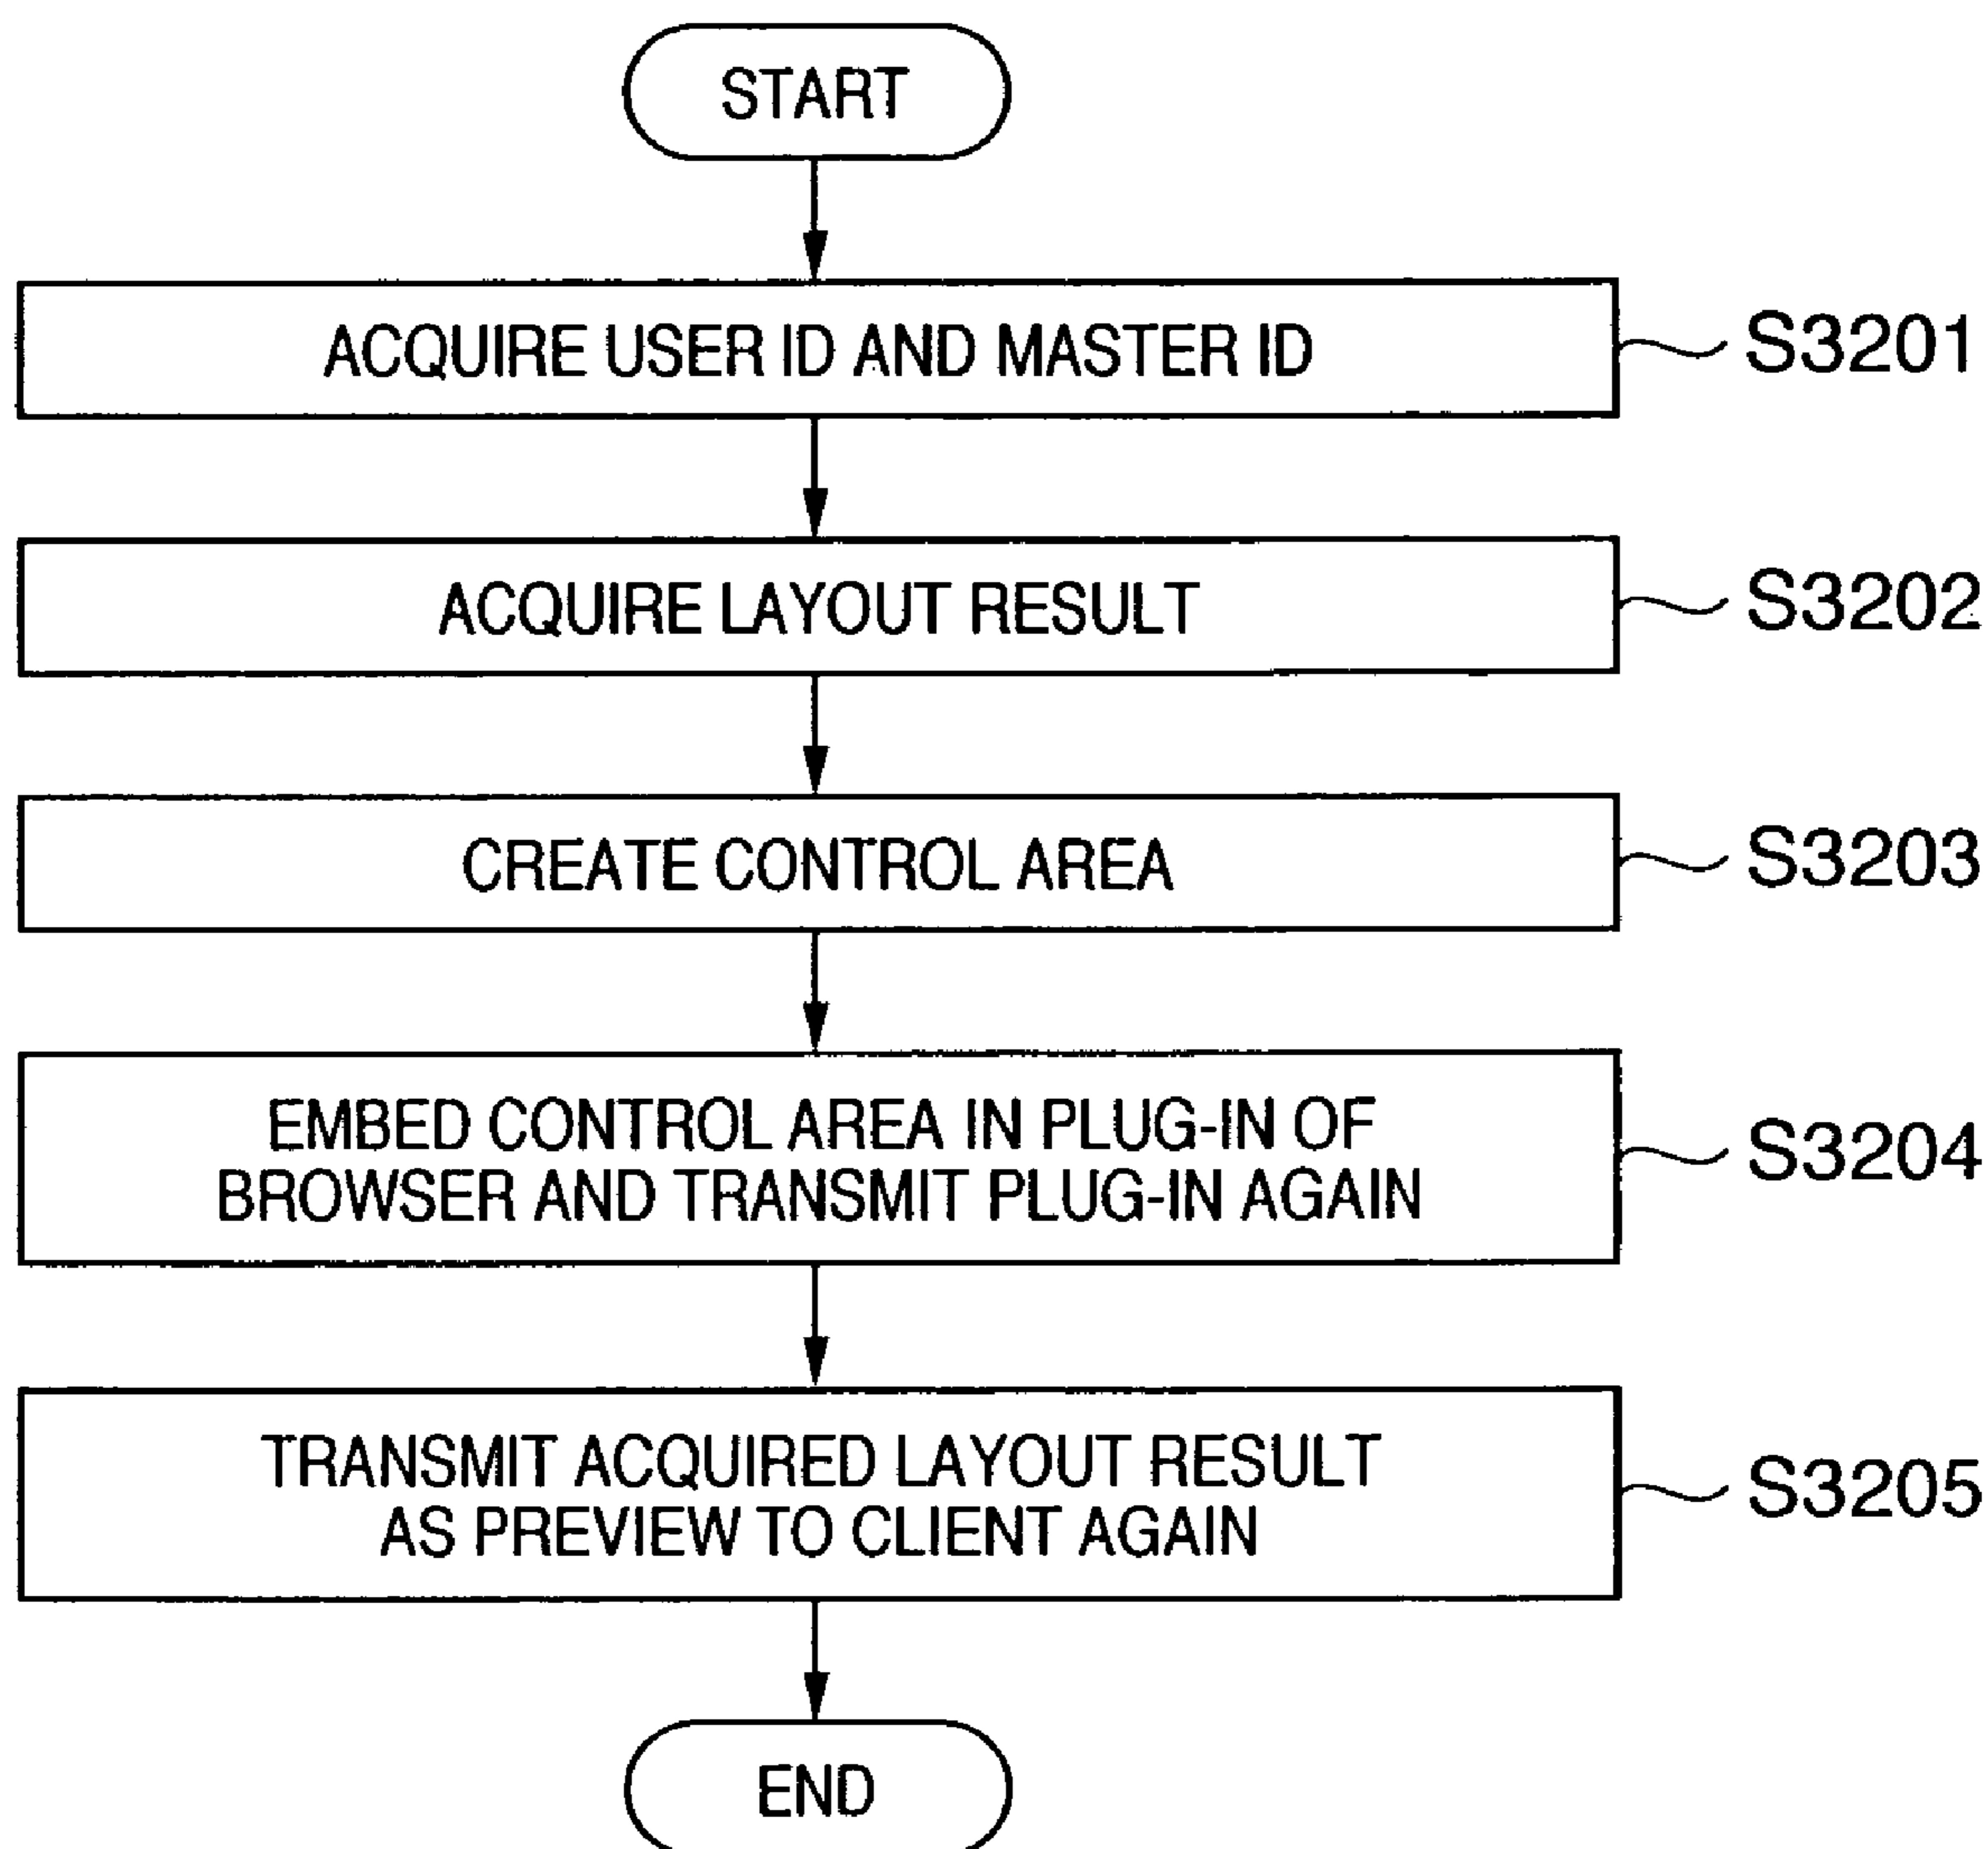 START
ACQUIRE USER ID AND MASTER ID
S3201
ACQUIRE LAYOUT RESULT
S3202
CREATE CONTROL AREA
S3203
EMBED CONTROL AREA IN PLUG-IN OF
BROWSER AND TRANSMIT PLUG-IN AGAIN
S3204
TRANSMIT ACQUIRED LAYOUT RESULT
AS PREVIEW TO CLIENT AGAIN
S3205
END